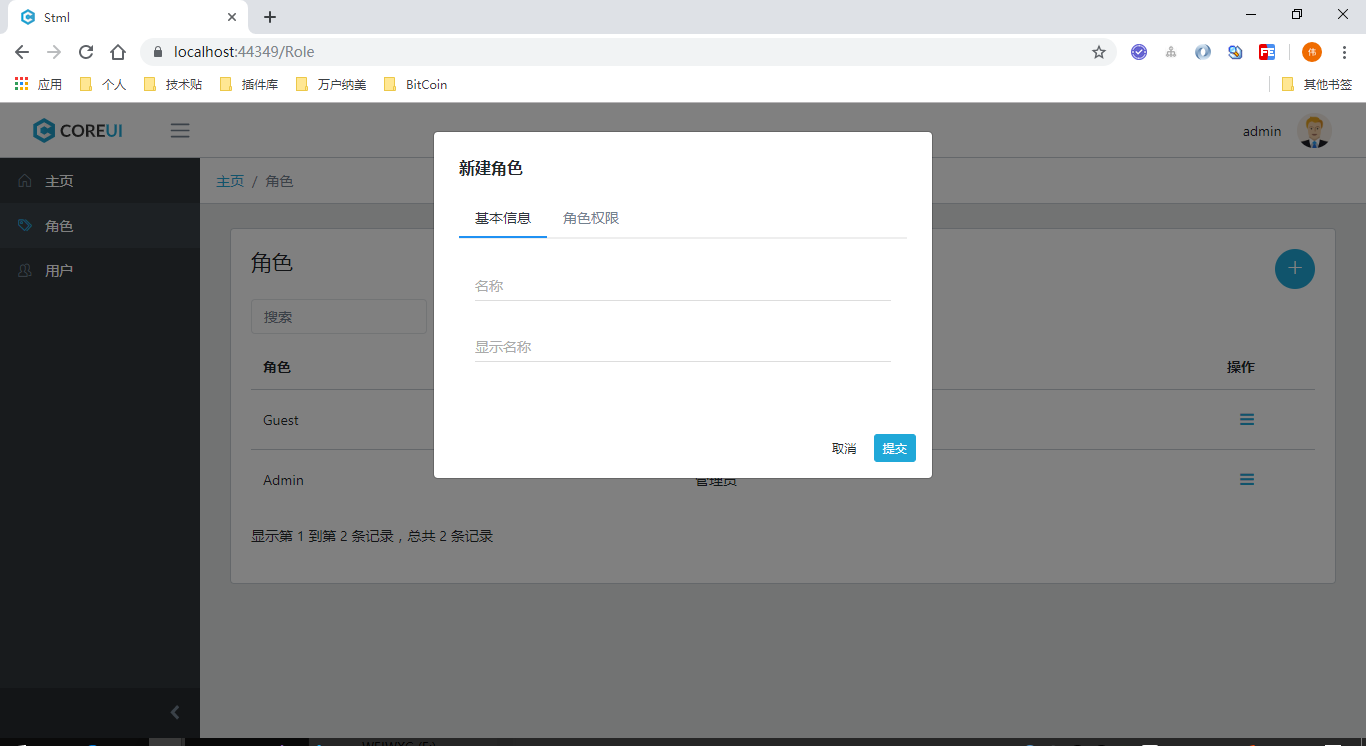 Stml
localhost:44349/Role
伟
应用 个人 技术贴 插件库 万户纳美 BitCoin 其他书签
COREUI admin
主页
角色
用户
主页 / 角色
角色
搜索
角色 操作
Guest
Admin 管理员
显示第 1 到第 2 条记录，总共 2 条记录
新建角色
基本信息 角色权限
名称
显示名称
取消 提交